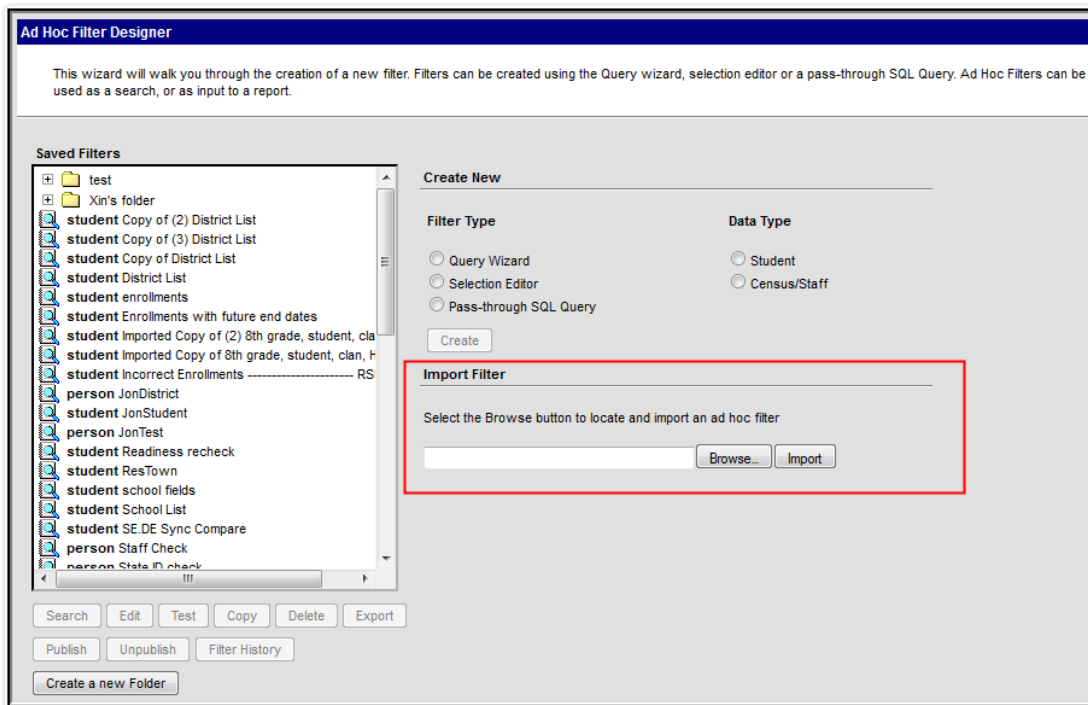 Ad Hoc Filter Designer
This wizard will walk you through the creation of a new filter. Filters can be created using the Query wizard, selection editor or a pass-through SQL Query. Ad Hoc Filters can be
used as a search, or as input to a report.
Saved Filters
test
Xin's folder
student Copy of (2) District List
student Copy of (3) District List
student Copy of District List
student District List
student enrollments
student Enrollments with future end dates
student Imported Copy of (2) 8th grade, student, cla
student Imported Copy of 8th grade, student, clan, H
student Incorrect Enrollments ----------------------- RS
person JonDistrict
student JonStudent
person JonTest
student Readiness recheck
student ResTown
student school fields
student School List
student SE.DE Sync Compare
person Staff Check
person State ID check
Search Edit Test Copy Delete Export
Publish Unpublish Filter History
Create a new Folder
Create New
Filter Type
Query Wizard
Selection Editor
Pass-through SQL Query
Data Type
Student
Census/Staff
Create
Import Filter
Select the Browse button to locate and import an ad hoc filter
Browse... Import